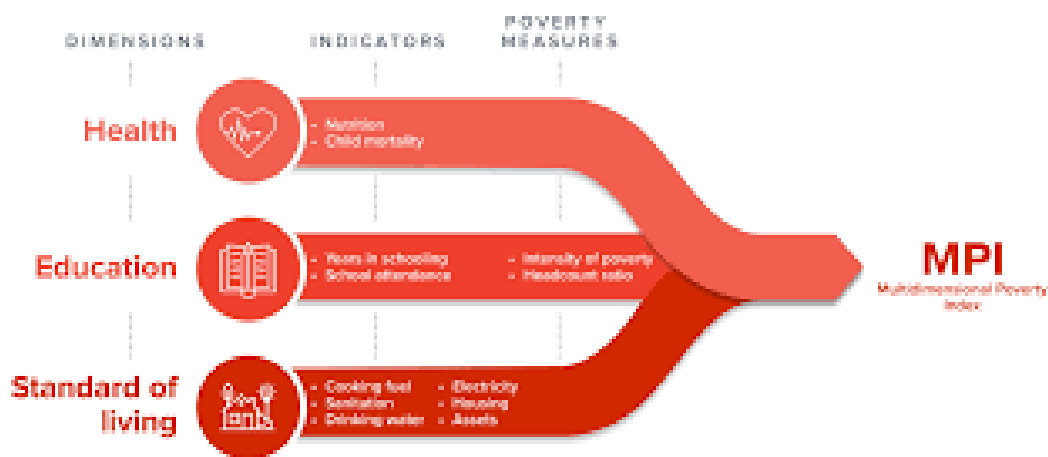 DIMENSIONS
INDICATORS
POVERTY
MEASURES
Health
- Nutrition
- Child mortality
Education
- Years in schooling
- School attendance
- Intensity of poverty
- Headcount ratio
Standard of
living
- Cooking fuel
- Sanitation
- Drinking water
- Electricity
- Housing
- Assets
MPI
Multidimensional Poverty
Index